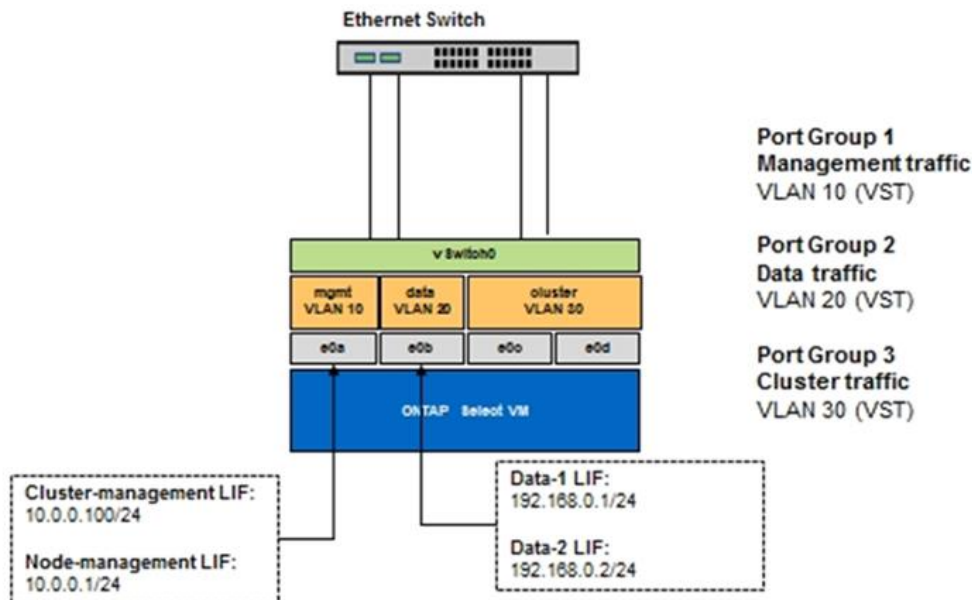 Ethernet Switch
Port Group 1
Management traffic
VLAN 10 (VST)
Port Group 2
Data traffic
VLAN 20 (VST)
Port Group 3
Cluster traffic
VLAN 30 (VST)
vSwitch0
mgmt
VLAN 10
data
VLAN 20
cluster
VLAN 30
e0a
e0b
e0c
e0d
ONTAP Select VM
Cluster-management LIF:
10.0.0.100/24
Node-management LIF:
10.0.0.1/24
Data-1 LIF:
192.168.0.1/24
Data-2 LIF:
192.168.0.2/24